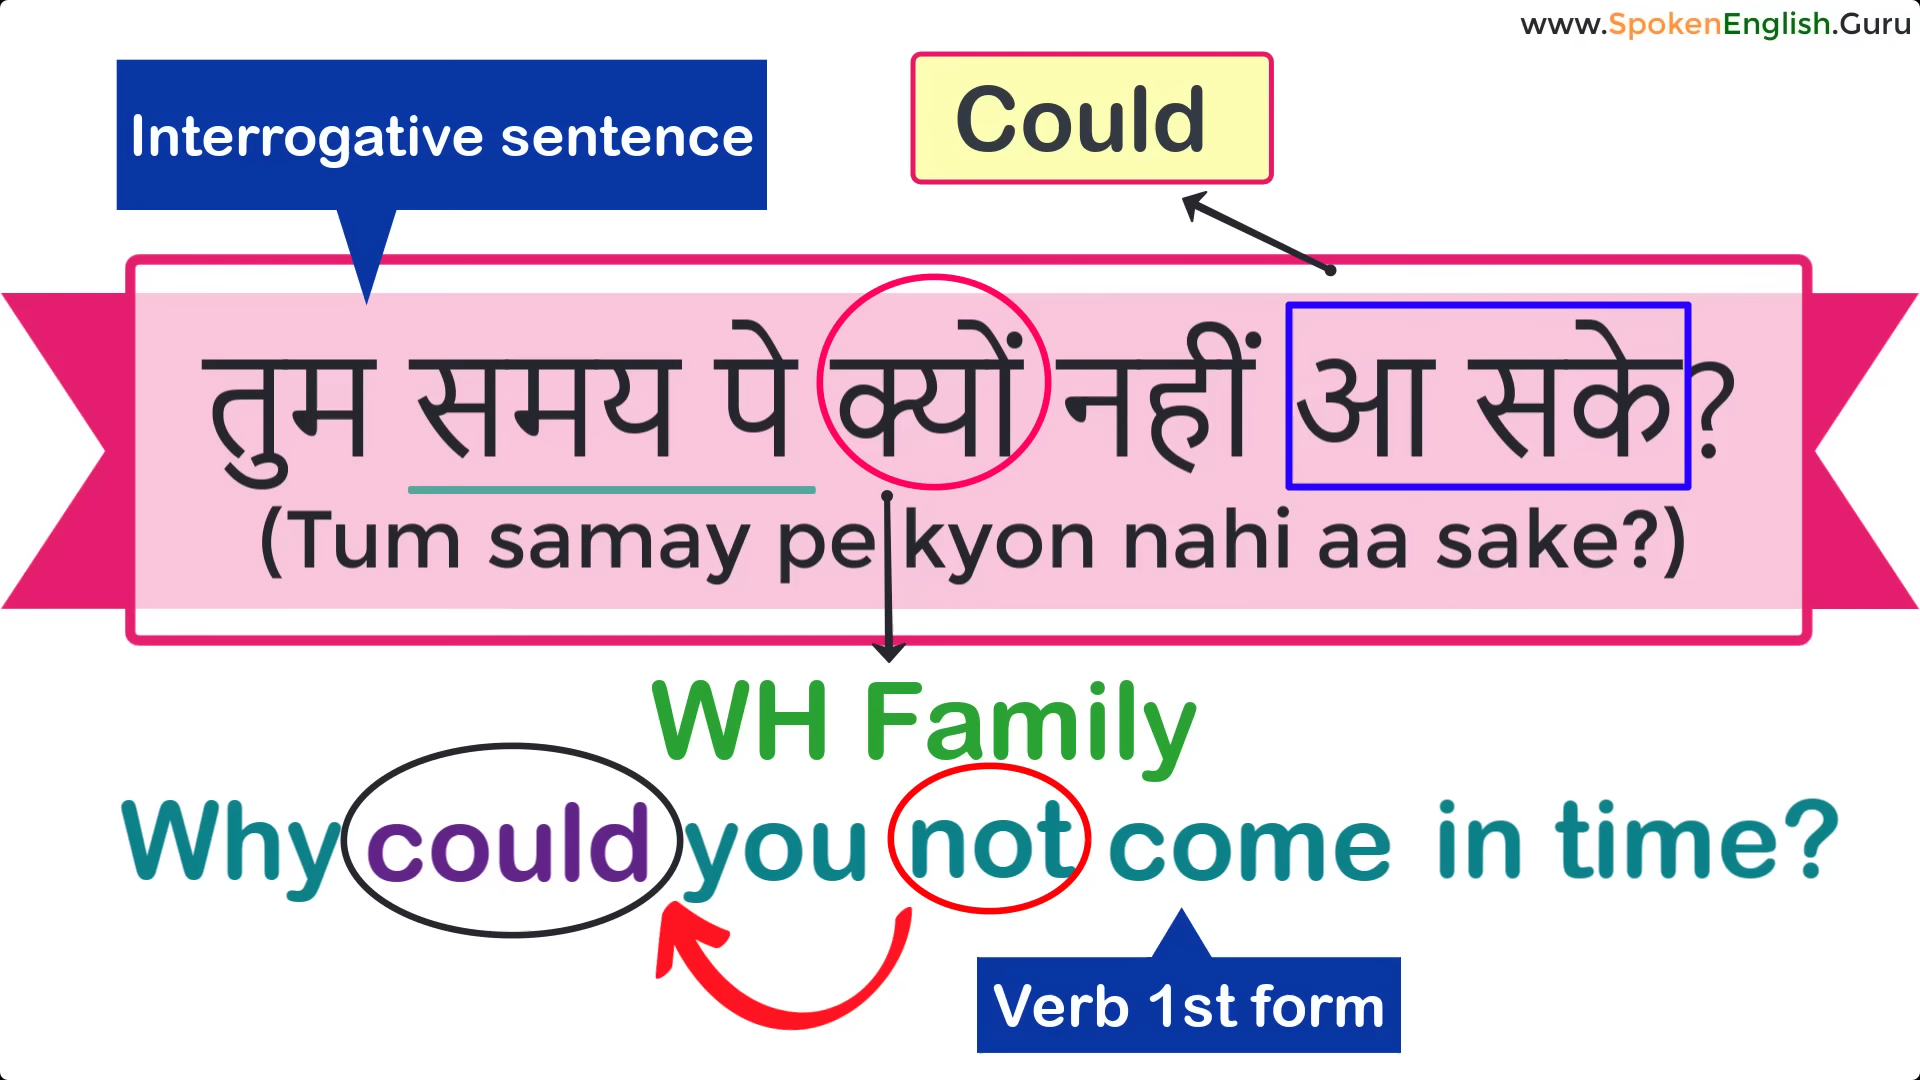 www.SpokenEnglish.Guru
Interrogative sentence
Could
तुम समय पे क्यों नहीं आ सके?
(Tum samay pe kyon nahi aa sake?)
WH Family
Why could you not come in time?
Verb 1st form